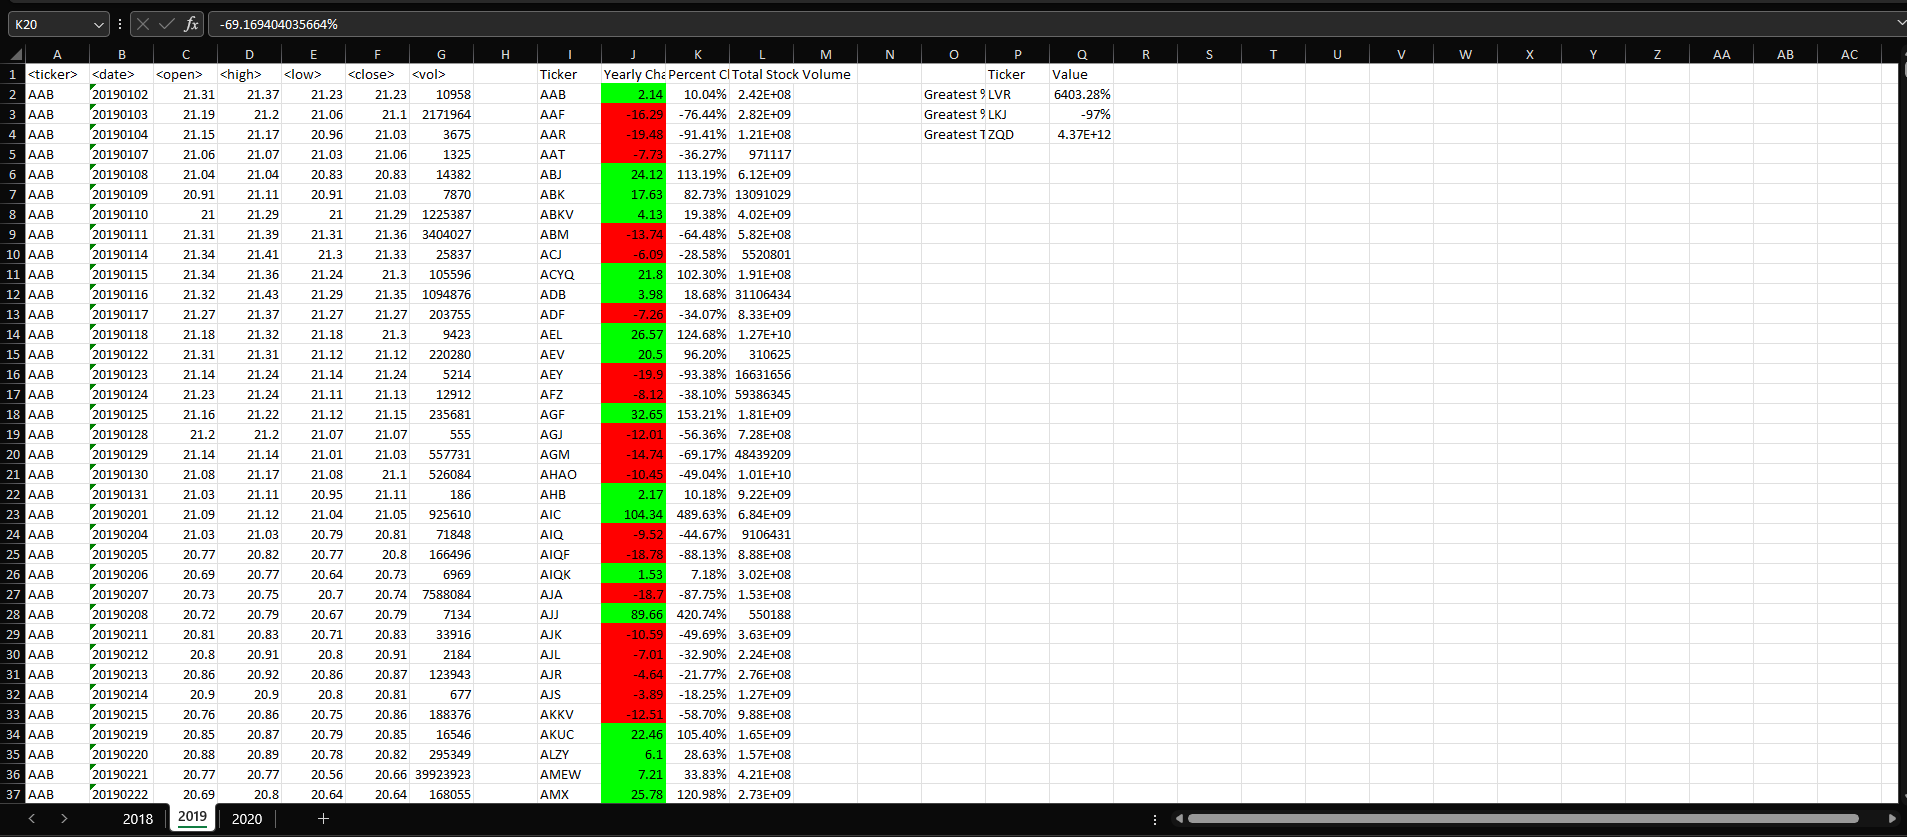 K20 fx -69.169404035664%
A B C D E F G H I J K L M N O P Q R S T U V W X Y Z AA AB AC
1 <ticker> <date> <open> <high> <low> <close> <vol> Ticker Yearly Cha Percent Cl Total Stock Volume Ticker Value
2 AAB 20190102 21.31 21.37 21.23 21.23 10958 AAB 2.14 10.04% 2.42E+08 Greatest % LVR 6403.28%
3 AAB 20190103 21.19 21.2 21.06 21.1 2171964 AAF -16.29 -76.44% 2.82E+09 Greatest % LKJ -97%
4 AAB 20190104 21.15 21.17 20.96 21.03 3675 AAR -19.48 -91.41% 1.21E+08 Greatest T ZQD 4.37E+12
5 AAB 20190107 21.06 21.07 21.03 21.06 1325 AAT -7.73 -36.27% 971117
6 AAB 20190108 21.04 21.04 20.83 20.83 14382 ABJ 24.12 113.19% 6.12E+09
7 AAB 20190109 20.91 21.11 20.91 21.03 7870 ABK 17.63 82.73% 13091029
8 AAB 20190110 21 21.29 21 21.29 1225387 ABKV 4.13 19.38% 4.02E+09
9 AAB 20190111 21.31 21.39 21.31 21.36 3404027 ABM -13.74 -64.48% 5.82E+08
10 AAB 20190114 21.34 21.41 21.3 21.33 25837 ACJ -6.09 -28.58% 5520801
11 AAB 20190115 21.34 21.36 21.24 21.3 105596 ACYQ 21.8 102.30% 1.91E+08
12 AAB 20190116 21.32 21.43 21.29 21.35 1094876 ADB 3.98 18.68% 31106434
13 AAB 20190117 21.27 21.37 21.27 21.27 203755 ADF -7.26 -34.07% 8.33E+09
14 AAB 20190118 21.18 21.32 21.18 21.3 9423 AEL 26.57 124.68% 1.27E+10
15 AAB 20190122 21.31 21.31 21.12 21.12 220280 AEV 20.5 96.20% 310625
16 AAB 20190123 21.14 21.24 21.14 21.24 5214 AEY -19.9 -93.38% 16631656
17 AAB 20190124 21.23 21.24 21.11 21.13 12912 AFZ -8.12 -38.10% 59386345
18 AAB 20190125 21.16 21.22 21.12 21.15 235681 AGF 32.65 153.21% 1.81E+09
19 AAB 20190128 21.2 21.2 21.07 21.07 555 AGJ -12.01 -56.36% 7.28E+08
20 AAB 20190129 21.14 21.14 21.01 21.03 557731 AGM -14.74 -69.17% 48439209
21 AAB 20190130 21.08 21.17 21.08 21.1 526084 AHAO -10.45 -49.04% 1.01E+10
22 AAB 20190131 21.03 21.11 20.95 21.11 186 AHB 2.17 10.18% 9.22E+09
23 AAB 20190201 21.09 21.12 21.04 21.05 925610 AIC 104.34 489.63% 6.84E+09
24 AAB 20190204 21.03 21.03 20.79 20.81 71848 AIQ -9.52 -44.67% 9106431
25 AAB 20190205 20.77 20.82 20.77 20.8 166496 AIQF -18.78 -88.13% 8.88E+08
26 AAB 20190206 20.69 20.77 20.64 20.73 6969 AIQK 1.53 7.18% 3.02E+08
27 AAB 20190207 20.73 20.75 20.7 20.74 7588084 AJA -18.7 -87.75% 1.53E+08
28 AAB 20190208 20.72 20.79 20.67 20.79 7134 AJJ 89.66 420.74% 550188
29 AAB 20190211 20.81 20.83 20.71 20.83 33916 AJK -10.59 -49.69% 3.63E+09
30 AAB 20190212 20.8 20.91 20.8 20.91 2184 AJL -7.01 -32.90% 2.24E+08
31 AAB 20190213 20.86 20.92 20.86 20.87 123943 AJR -4.64 -21.77% 2.76E+08
32 AAB 20190214 20.9 20.9 20.8 20.81 677 AJS -3.89 -18.25% 1.27E+09
33 AAB 20190215 20.76 20.86 20.75 20.86 188376 AKKV -12.51 -58.70% 9.88E+08
34 AAB 20190219 20.85 20.87 20.79 20.85 16546 AKUC 22.46 105.40% 1.65E+09
35 AAB 20190220 20.88 20.89 20.78 20.82 295349 ALZY 6.1 28.63% 1.57E+08
36 AAB 20190221 20.77 20.77 20.56 20.66 39923923 AMEW 7.21 33.83% 4.21E+08
37 AAB 20190222 20.69 20.8 20.64 20.64 168055 AMX 25.78 120.98% 2.73E+09
2018 2019 2020